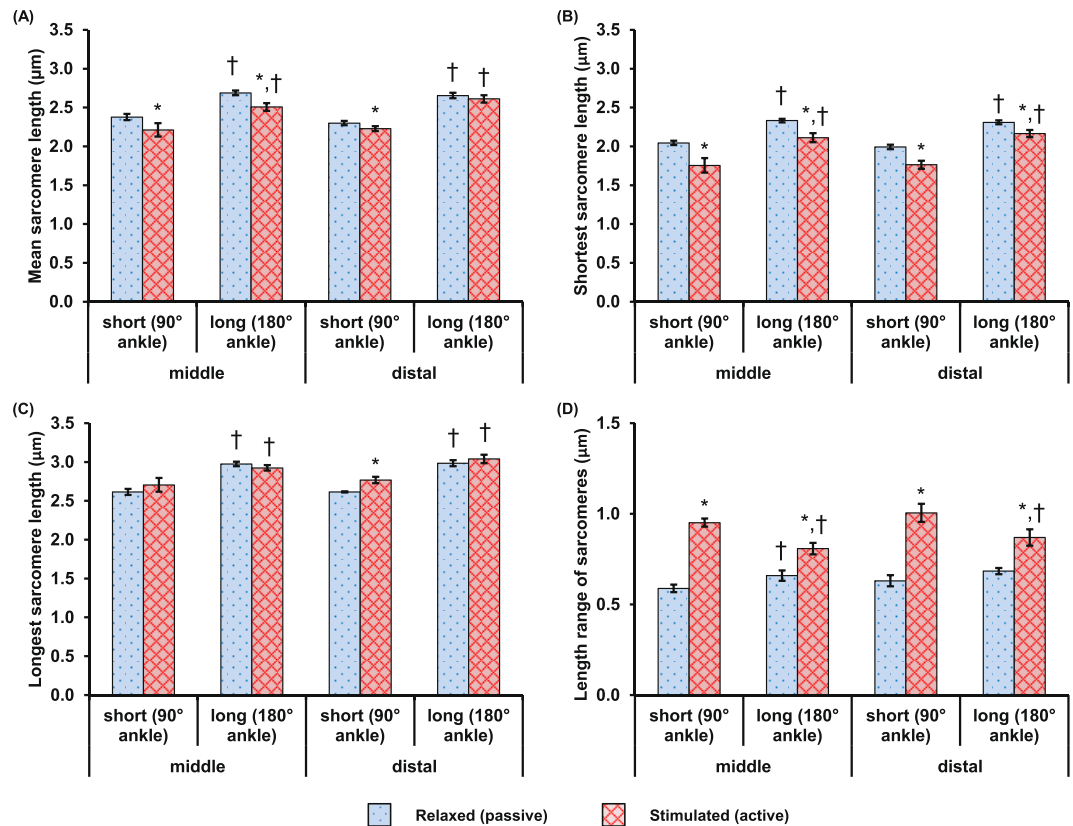 (A)
Mean sarcomere length (µm)
3.5
3.0
2.5
2.0
1.5
1.0
0.5
0.0
*
†
*,†
*
†
†
short (90° ankle)
long (180° ankle)
short (90° ankle)
long (180° ankle)
middle
distal
(B)
Shortest sarcomere length (µm)
3.5
3.0
2.5
2.0
1.5
1.0
0.5
0.0
*
†
*,†
*
†
*,†
short (90° ankle)
long (180° ankle)
short (90° ankle)
long (180° ankle)
middle
distal
(C)
Longest sarcomere length (µm)
3.5
3.0
2.5
2.0
1.5
1.0
0.5
0.0
†
†
*
†
†
short (90° ankle)
long (180° ankle)
short (90° ankle)
long (180° ankle)
middle
distal
(D)
Length range of sarcomeres (µm)
1.5
1.0
0.5
0.0
*
†
*,†
*
*,†
short (90° ankle)
long (180° ankle)
short (90° ankle)
long (180° ankle)
middle
distal
Relaxed (passive)
Stimulated (active)